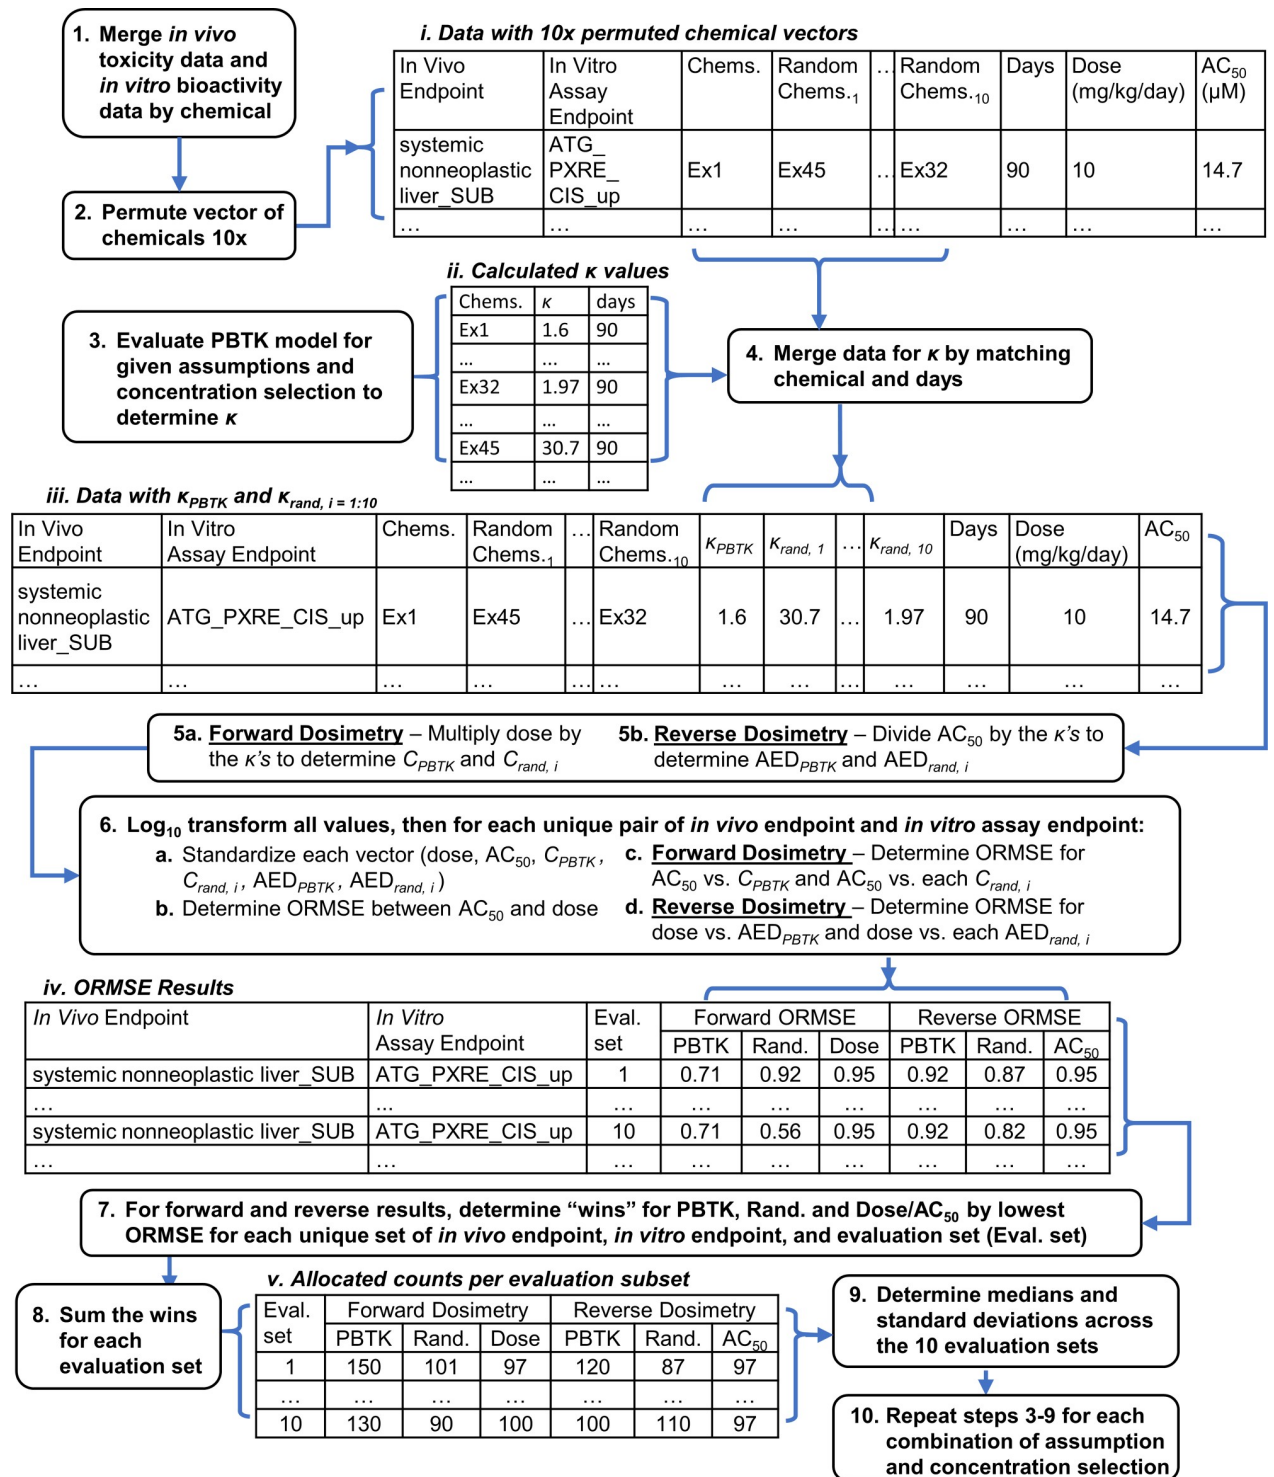 1. Merge in vivo
toxicity data and
in vitro bioactivity
data by chemical
2. Permute vector of
chemicals 10x
i. Data with 10x permuted chemical vectors
In Vivo Endpoint | In Vitro Assay Endpoint | Chems. | Random Chems.1 | … | Random Chems.10 | Days | Dose (mg/kg/day) | AC50 (µM)
systemic nonneoplastic liver_SUB | ATG_ PXRE_ CIS_up | Ex1 | Ex45 | … | Ex32 | 90 | 10 | 14.7
… | … | … | … | … | … | … | … | …
ii. Calculated κ values
Chems. | κ | days
Ex1 | 1.6 | 90
… | … | …
Ex32 | 1.97 | 90
… | … | …
Ex45 | 30.7 | 90
… | … | …
3. Evaluate PBTK model for
given assumptions and
concentration selection to
determine κ
4. Merge data for κ by matching
chemical and days
iii. Data with κPBTK and κrand, i = 1:10
In Vivo Endpoint | In Vitro Assay Endpoint | Chems. | Random Chems.1 | … | Random Chems.10 | κPBTK | κrand, 1 | … | κrand, 10 | Days | Dose (mg/kg/day) | AC50
systemic nonneoplastic liver_SUB | ATG_PXRE_CIS_up | Ex1 | Ex45 | … | Ex32 | 1.6 | 30.7 | … | 1.97 | 90 | 10 | 14.7
… | … | … | … | … | … | … | … | … | … | … | … | …
5a. Forward Dosimetry – Multiply dose by
the κ's to determine CPBTK and Crand, i
5b. Reverse Dosimetry – Divide AC50 by the κ's to
determine AEDPBTK and AEDrand, i
6. Log10 transform all values, then for each unique pair of in vivo endpoint and in vitro assay endpoint:
a. Standardize each vector (dose, AC50, CPBTK,
Crand, i, AEDPBTK, AEDrand, i)
b. Determine ORMSE between AC50 and dose
c. Forward Dosimetry – Determine ORMSE for
AC50 vs. CPBTK and AC50 vs. each Crand, i
d. Reverse Dosimetry – Determine ORMSE for
dose vs. AEDPBTK and dose vs. each AEDrand, i
iv. ORMSE Results
In Vivo Endpoint | In Vitro Assay Endpoint | Eval. set | Forward ORMSE | Reverse ORMSE
PBTK | Rand. | Dose | PBTK | Rand. | AC50
systemic nonneoplastic liver_SUB | ATG_PXRE_CIS_up | 1 | 0.71 | 0.92 | 0.95 | 0.92 | 0.87 | 0.95
… | … | … | … | … | … | … | … | …
systemic nonneoplastic liver_SUB | ATG_PXRE_CIS_up | 10 | 0.71 | 0.56 | 0.95 | 0.92 | 0.82 | 0.95
… | … | … | … | … | … | … | … | …
7. For forward and reverse results, determine “wins” for PBTK, Rand. and Dose/AC50 by lowest
ORMSE for each unique set of in vivo endpoint, in vitro endpoint, and evaluation set (Eval. set)
8. Sum the wins
for each
evaluation set
v. Allocated counts per evaluation subset
Eval. set | Forward Dosimetry | Reverse Dosimetry
PBTK | Rand. | Dose | PBTK | Rand. | AC50
1 | 150 | 101 | 97 | 120 | 87 | 97
… | … | … | … | … | … | …
10 | 130 | 90 | 100 | 100 | 110 | 97
9. Determine medians and
standard deviations across
the 10 evaluation sets
10. Repeat steps 3-9 for each
combination of assumption
and concentration selection